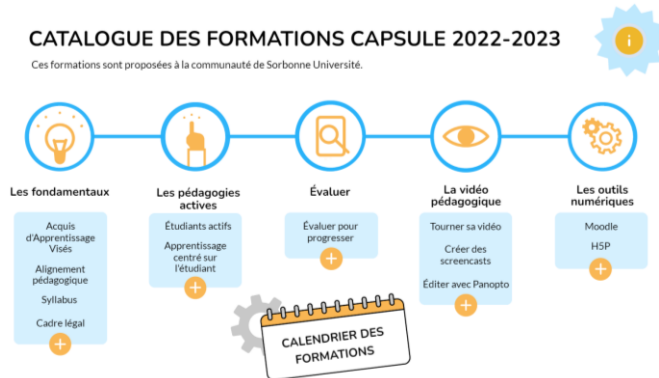 CATALOGUE DES FORMATIONS CAPSULE 2022-2023
i
Ces formations sont proposées à la communauté de Sorbonne Université.
Les fondamentaux
Acquis
d'Apprentissage
Visés
Alignement
pédagogique
Syllabus
Cadre légal
Les pédagogies
actives
Étudiants actifs
Apprentissage
centré sur
l'étudiant
Évaluer
Évaluer pour
progresser
La vidéo
pédagogique
Tourner sa vidéo
Créer des
screencasts
Éditer avec Panopto
Les outils
numériques
Moodle
H5P
CALENDRIER DES
FORMATIONS